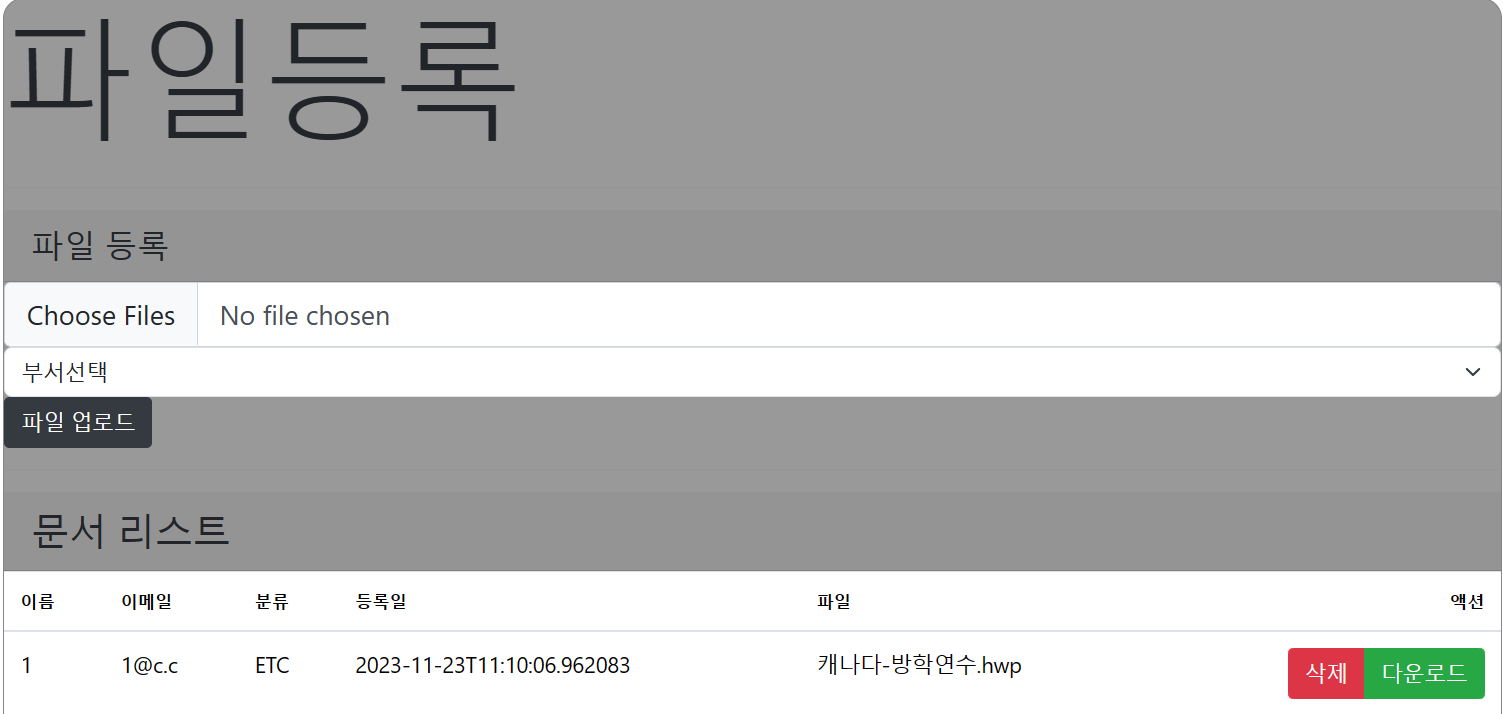 파일등록
파일 등록
Choose Files No file chosen
부서선택
파일 업로드
문서 리스트
이름 이메일 분류 등록일 파일 액션
1 1@c.c ETC 2023-11-23T11:10:06.962083 캐나다-방학연수.hwp 삭제 다운로드